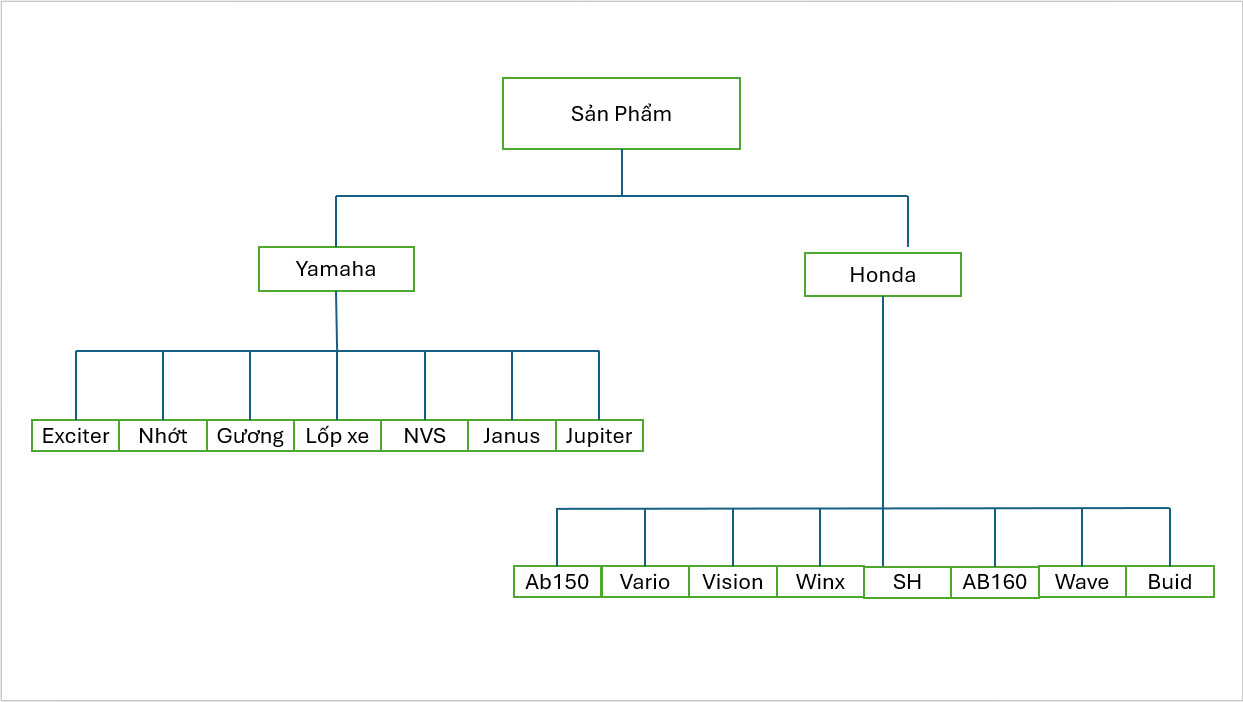 Sản Phẩm
Yamaha
Honda
Exciter
Nhớt
Gương
Lốp xe
NVS
Janus
Jupiter
Ab150
Vario
Vision
Winx
SH
AB160
Wave
Buid